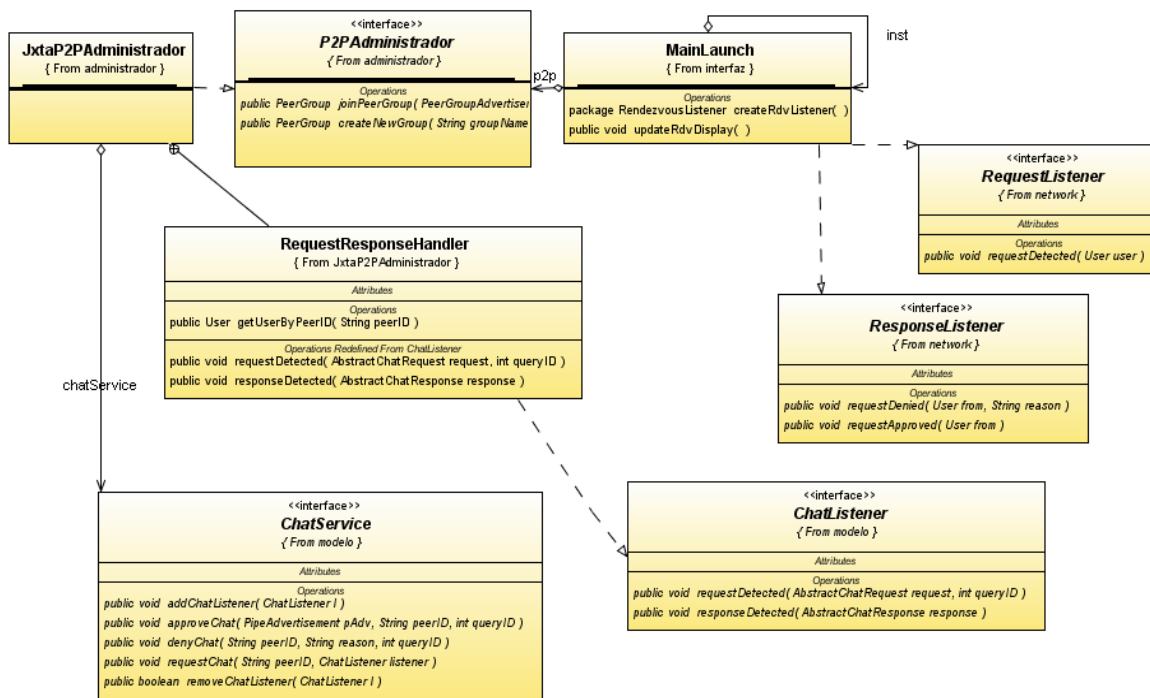 JxtaP2PAdministrador
{ From administrador }
<<interface>>
P2PAdministrador
{ From administrador }
Operations
public PeerGroup joinPeerGroup( PeerGroupAdvertiser
public PeerGroup createNewGroup( String groupName
p2p
MainLaunch
{ From interfaz }
Operations
package RendezvousListener createRdvListener( )
public void updateRdvDisplay( )
inst
<<interface>>
RequestListener
{ From network }
Attributes
Operations
public void requestDetected( User user )
RequestResponseHandler
{ From JxtaP2PAdministrador }
Attributes
Operations
public User getUserByPeerID( String peerID )
Operations Redefined From ChatListener
public void requestDetected( AbstractChatRequest request, int queryID )
public void responseDetected( AbstractChatResponse response )
<<interface>>
ResponseListener
{ From network }
Attributes
Operations
public void requestDenied( User from, String reason )
public void requestApproved( User from )
chatService
<<interface>>
ChatService
{ From modelo }
Attributes
Operations
public void addChatListener( ChatListener l )
public void approveChat( PipeAdvertisement pAdv, String peerID, int queryID )
public void denyChat( String peerID, String reason, int queryID )
public void requestChat( String peerID, ChatListener listener )
public boolean removeChatListener( ChatListener l )
<<interface>>
ChatListener
{ From modelo }
Attributes
Operations
public void requestDetected( AbstractChatRequest request, int queryID )
public void responseDetected( AbstractChatResponse response )